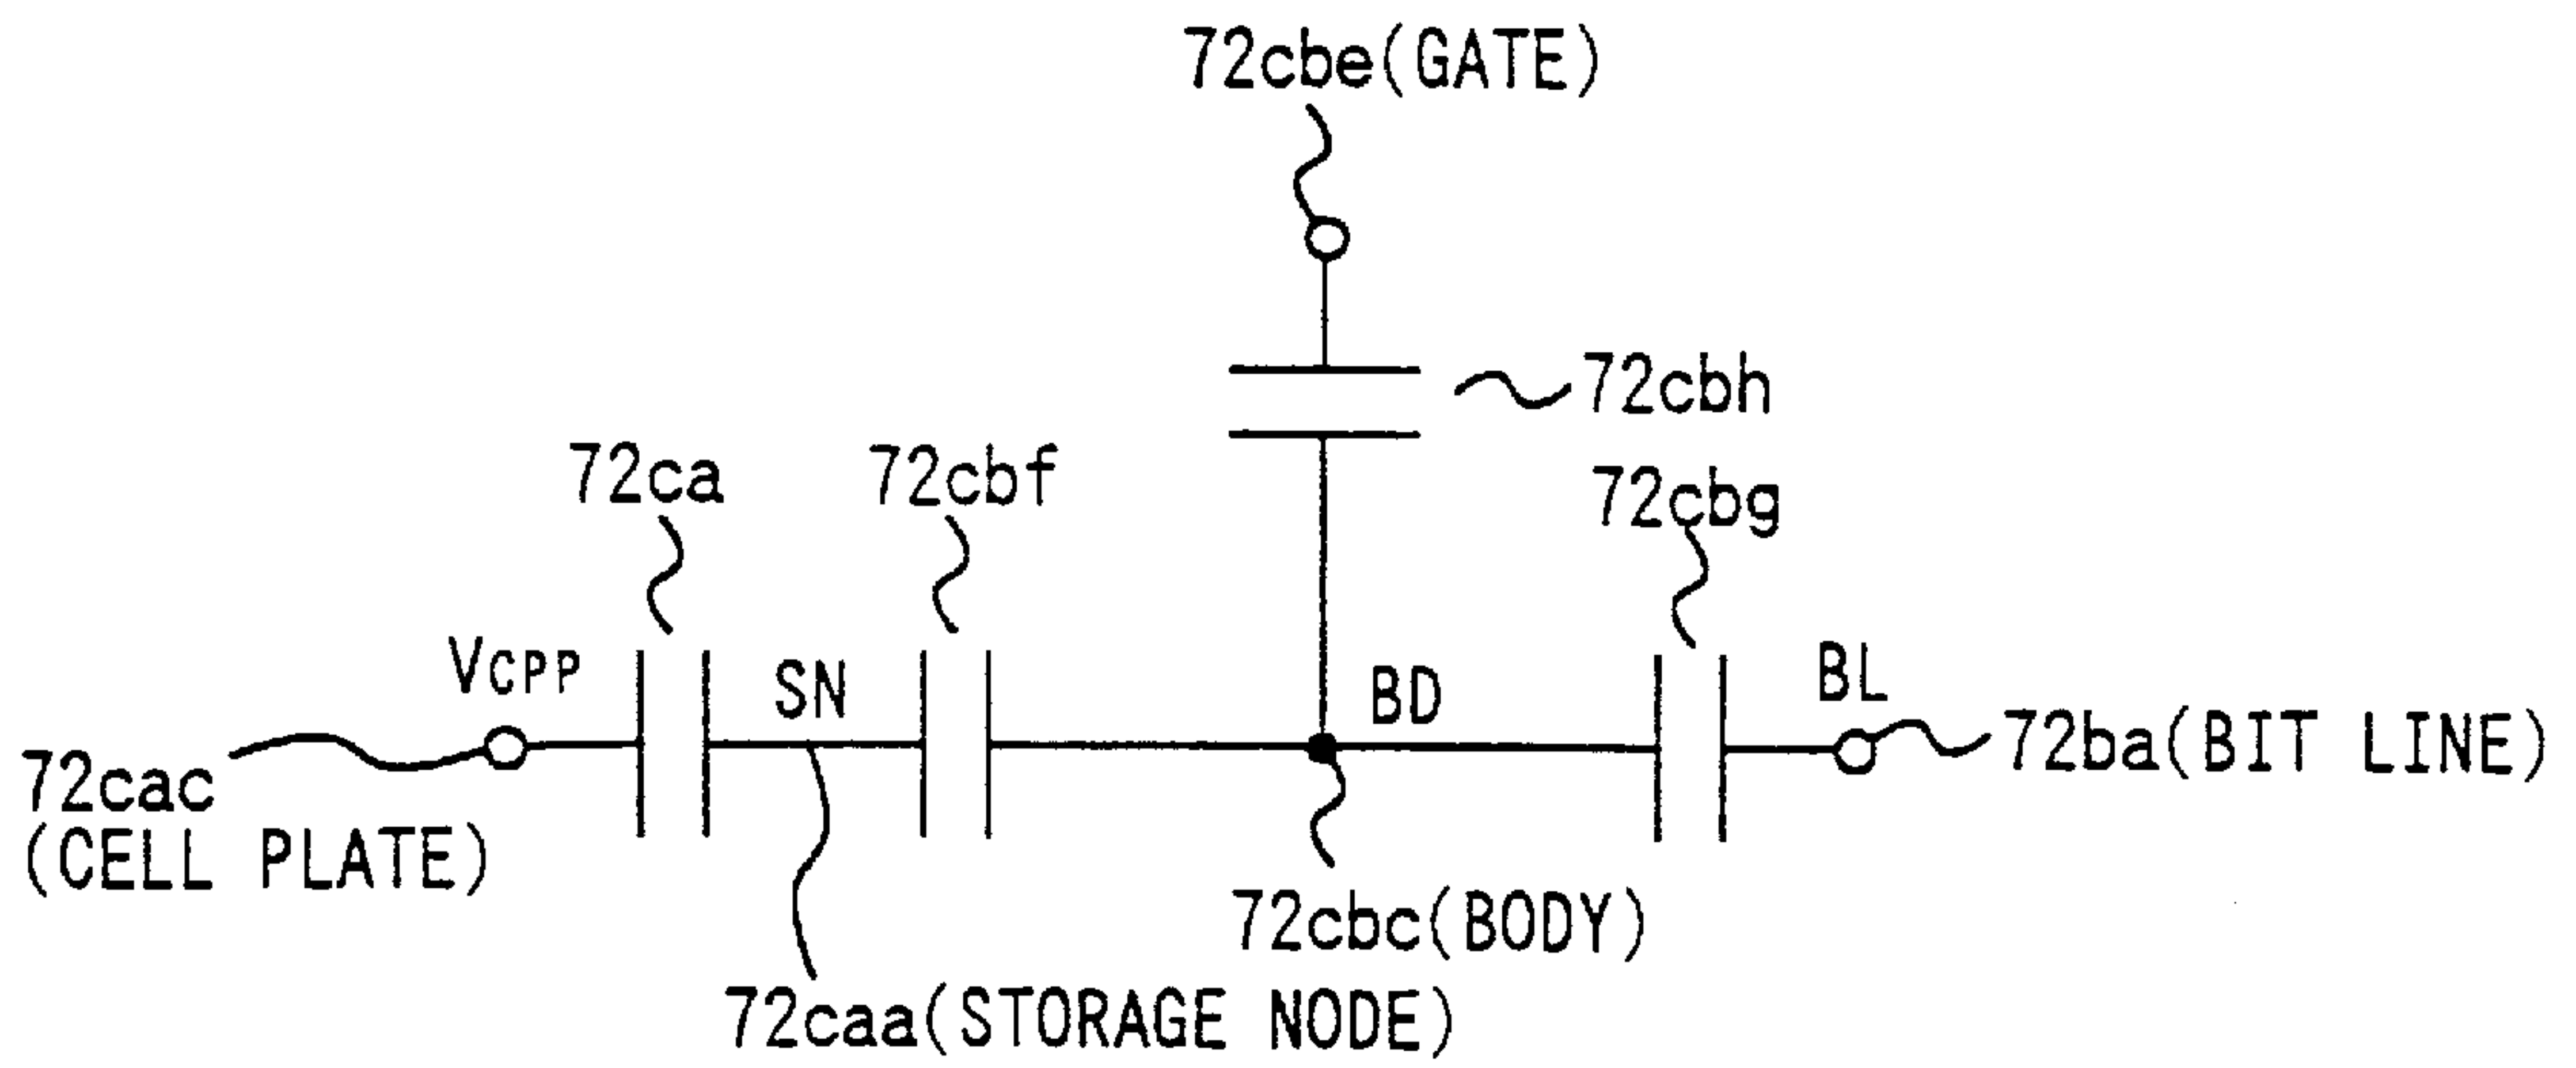 72cbe(GATE)
72cbh
72ca
72cbf
72cbg
VCPP
SN
BD
BL
72cac
(CELL PLATE)
72ba(BIT LINE)
72cbc(BODY)
72caa(STORAGE NODE)